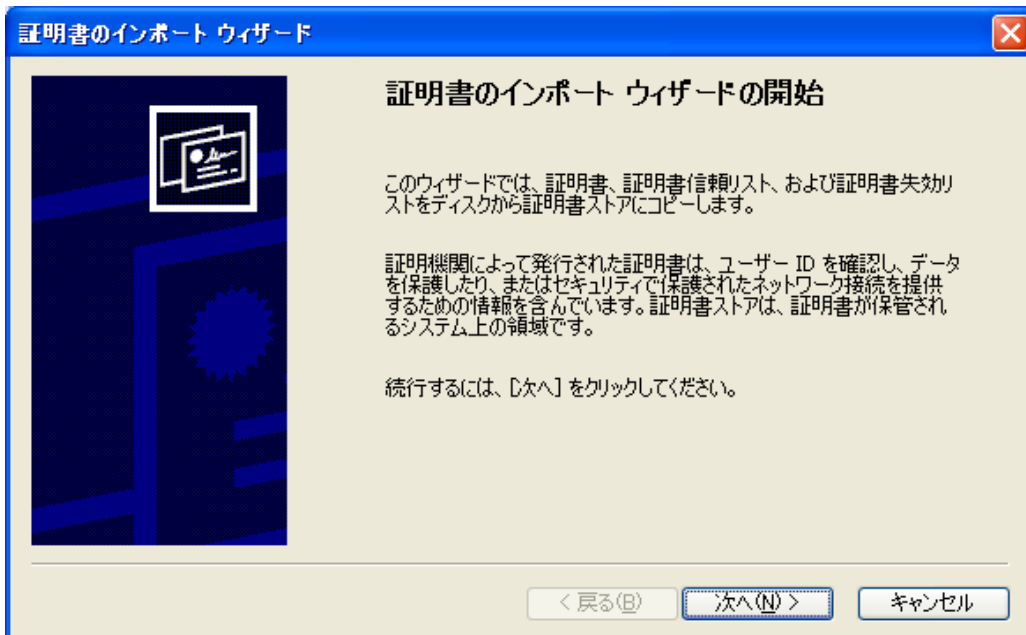 証明書のインポート ウィザード
証明書のインポート ウィザードの開始
このウィザードでは、証明書、証明書信頼リスト、および証明書失効リ
ストをディスクから証明書ストアにコピーします。
証明機関によって発行された証明書は、ユーザー ID を確認し、データ
を保護したり、またはセキュリティで保護されたネットワーク接続を提供
するための情報を含んでいます。証明書ストアは、証明書が保管され
るシステム上の領域です。
続行するには、[次へ] をクリックしてください。
< 戻る(B)
次へ(N) >
キャンセル